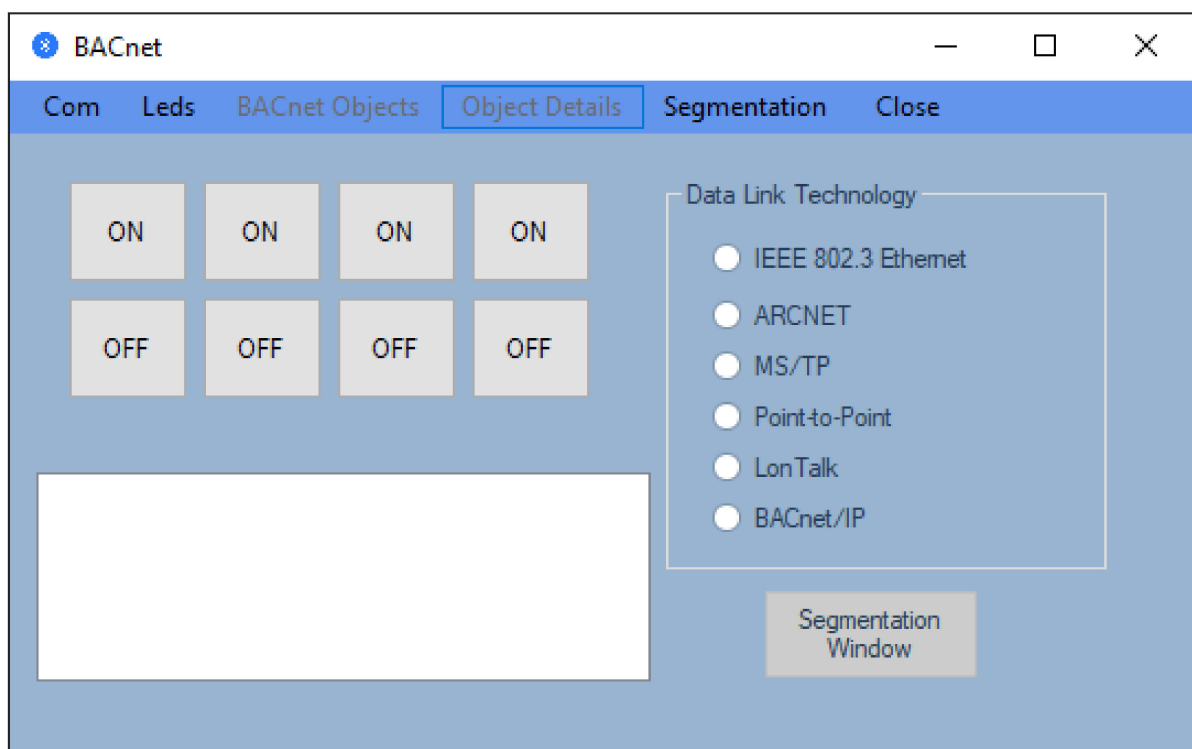 BACnet
Com Leds BACnet Objects Object Details Segmentation Close
ON ON ON ON
OFF OFF OFF OFF
Data Link Technology
IEEE 802.3 Ethernet
ARCNET
MS/TP
Point-to-Point
LonTalk
BACnet/IP
Segmentation
Window